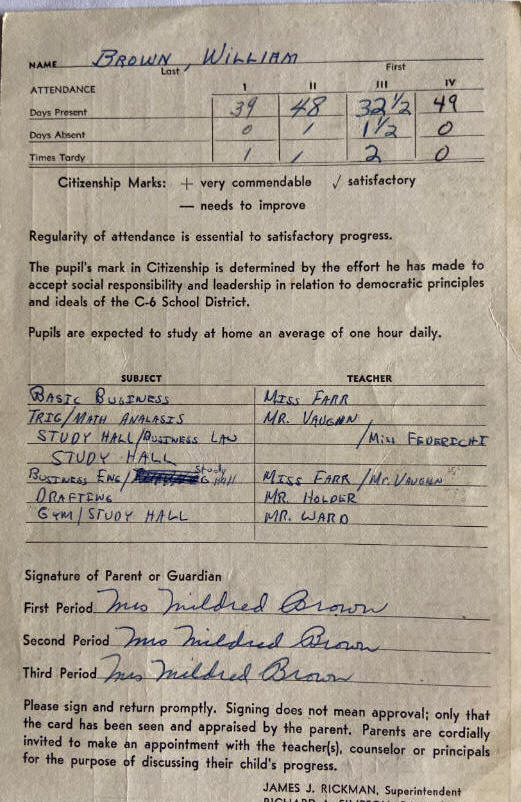 NAME BROWN, WILLIAM
Last First
ATTENDANCE I II III IV
Days Present 39 48 32 1/2 49
Days Absent 0 1 1 1/2 0
Times Tardy 1 1 2 0
Citizenship Marks: + very commendable √ satisfactory
— needs to improve
Regularity of attendance is essential to satisfactory progress.
The pupil's mark in Citizenship is determined by the effort he has made to
accept social responsibility and leadership in relation to democratic principles
and ideals of the C-6 School District.
Pupils are expected to study at home an average of one hour daily.
SUBJECT TEACHER
BASIC BUSINESS MISS FARR
TRIG/MATH ANALASIS MR. VAUGHN
STUDY HALL/BUSINESS LAW /MISS FEDERICHI
STUDY HALL
BUSINESS ENG/ Study Hall MISS FARR /Mr. VAUGHN
DRAFTING MR. HOLDER
GYM/STUDY HALL MR. WARD
Signature of Parent or Guardian
First Period Mrs Mildred Brown
Second Period Mrs Mildred Brown
Third Period Mrs Mildred Brown
Please sign and return promptly. Signing does not mean approval; only that
the card has been seen and appraised by the parent. Parents are cordially
invited to make an appointment with the teacher(s), counselor or principals
for the purpose of discussing their child's progress.
JAMES J. RICKMAN, Superintendent